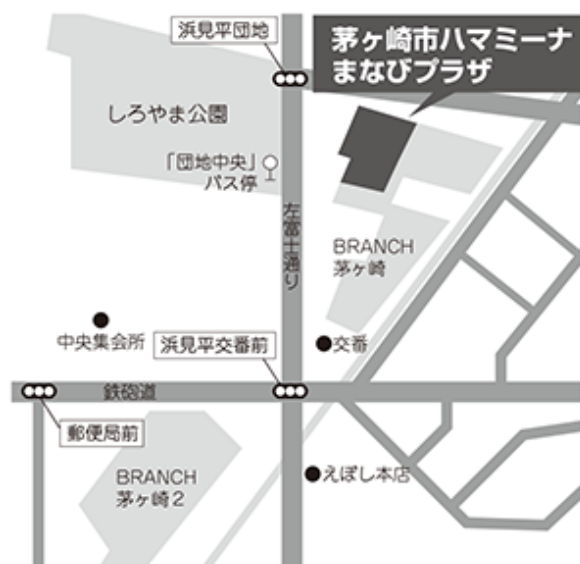 浜見平団地
茅ヶ崎市ハマミーナ
まなびプラザ
しろやま公園
「団地中央」
バス停
左富士通り
BRANCH
茅ヶ崎
中央集会所
浜見平交番前
交番
鉄砲道
郵便局前
BRANCH
茅ヶ崎2
えぼし本店